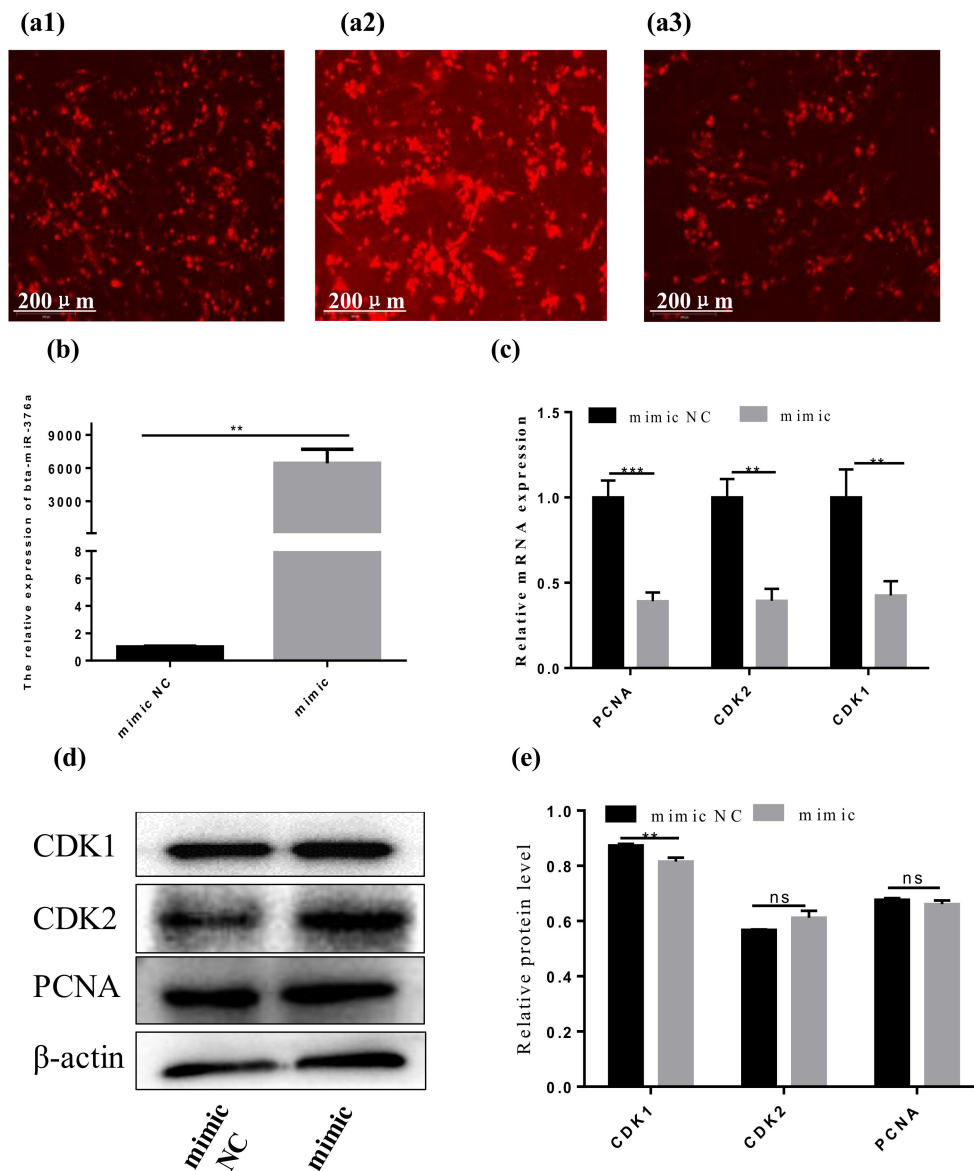 (a1) (a2) (a3)
200 μm 200 μm 200 μm
(b) (c)
The relative expression of bta-miR-376a
9000
6000
3000
8
6
4
2
0
**
mimic NC
mimic
Relative mRNA expression
1.5
1.0
0.5
0.0
mimic NC mimic
*** ** **
PCNA
CDK2
CDK1
(d) (e)
CDK1
CDK2
PCNA
β-actin
mimic
NC
mimic
Relative protein level
1.0
0.8
0.6
0.4
0.2
0.0
mimic NC mimic
** ns ns
CDK1
CDK2
PCNA